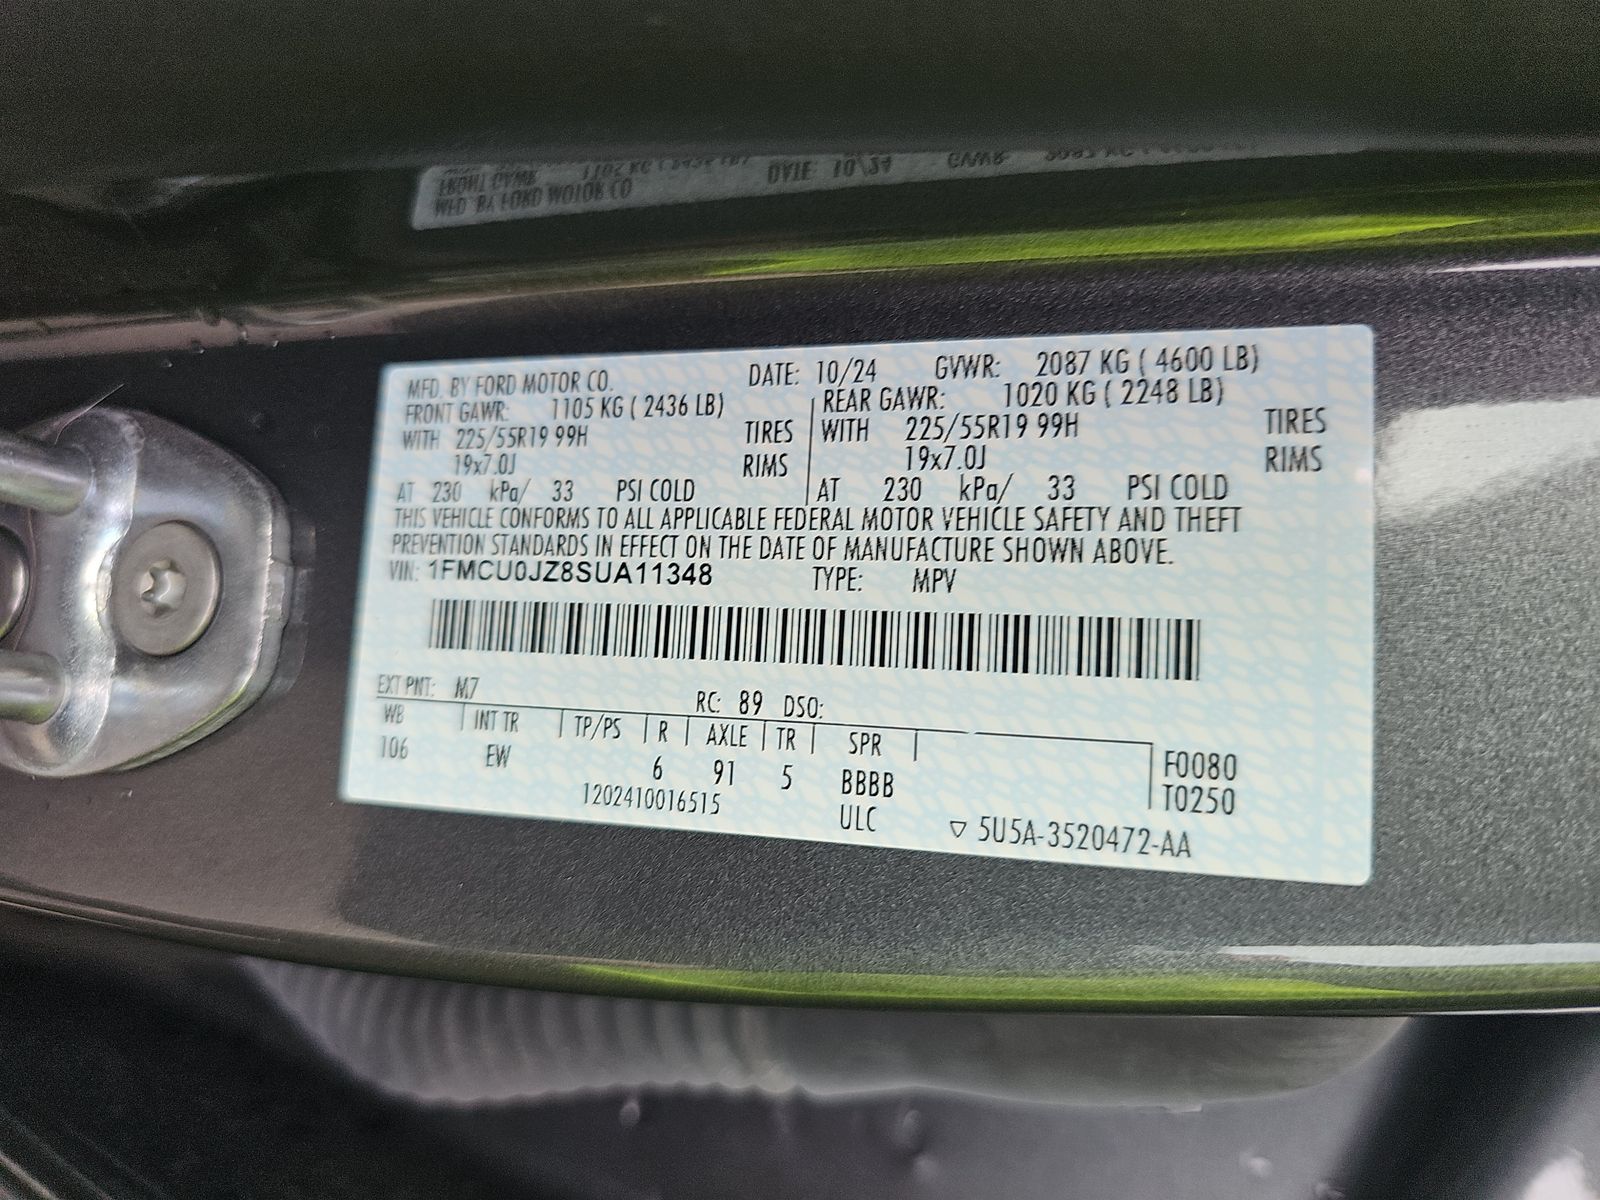 MFD. BY FORD MOTOR CO. DATE: 10/24 GVWR: 2087 KG ( 4600 LB)
FRONT GAWR: 1105 KG ( 2436 LB) REAR GAWR: 1020 KG ( 2248 LB)
WITH 225/55R19 99H TIRES WITH 225/55R19 99H TIRES
19x7.0J RIMS 19x7.0J RIMS
AT 230 kPa/ 33 PSI COLD AT 230 kPa/ 33 PSI COLD
THIS VEHICLE CONFORMS TO ALL APPLICABLE FEDERAL MOTOR VEHICLE SAFETY AND THEFT
PREVENTION STANDARDS IN EFFECT ON THE DATE OF MANUFACTURE SHOWN ABOVE.
VIN: 1FMCU0JZ8SUA11348 TYPE: MPV
EXT PNT: M7 RC: 89 DSO:
WB INT TR TP/PS R AXLE TR SPR
106 EW 6 91 5 BBBB F0080
1202410016515 ULC T0250
5U5A-3520472-AA